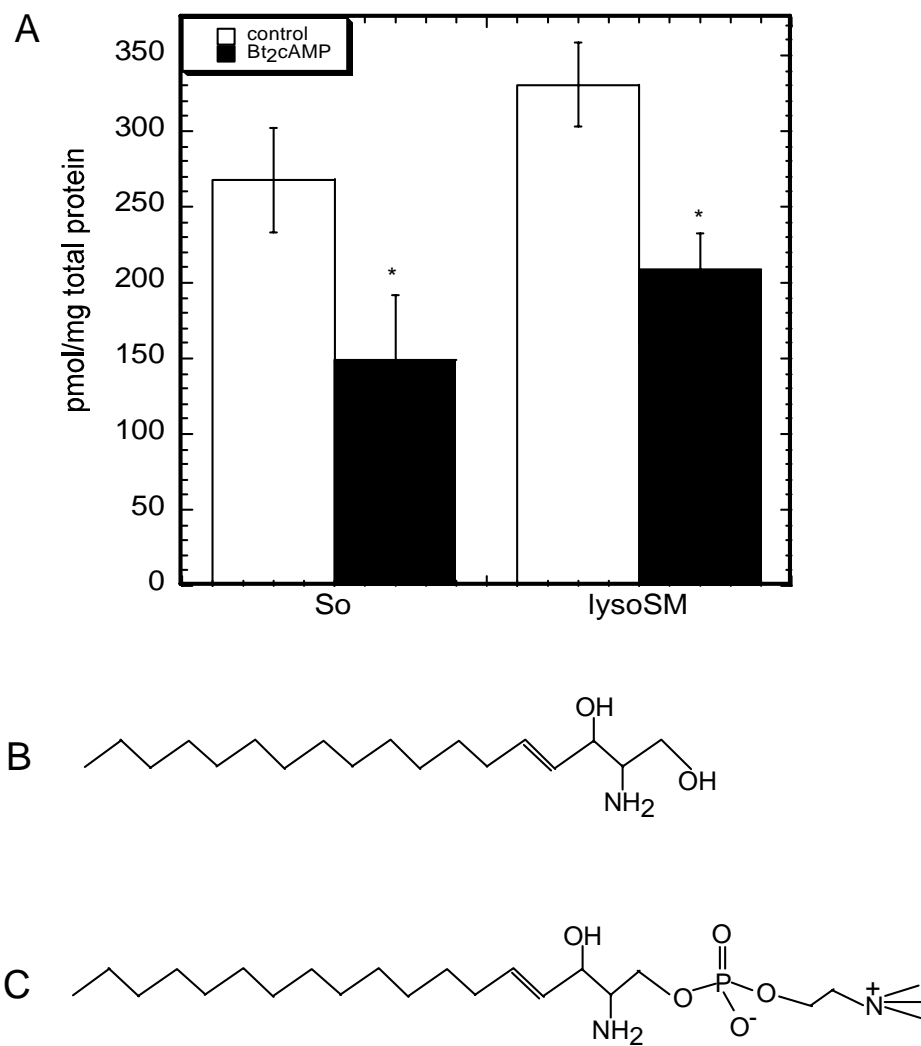 A
control
Bt2cAMP
pmol/mg total protein
350
300
250
200
150
100
50
0
*
*
So
lysoSM
B
OH
NH2
OH
C
OH
NH2
O
O
P
O-
O
N+